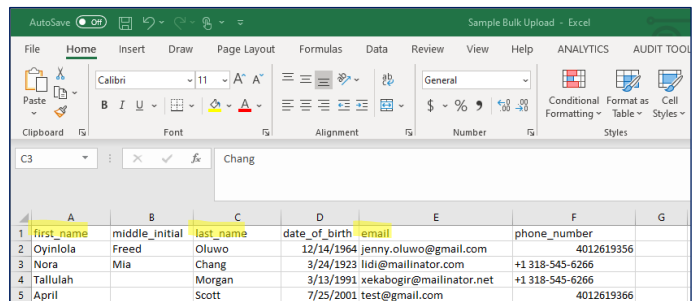 AutoSave Off Sample Bulk Upload - Excel
File Home Insert Draw Page Layout Formulas Data Review View Help ANALYTICS AUDIT TOOL
Calibri 11 A A General
Paste B I U A ab $ % Conditional Format as Cell
Formatting Table Styles
Clipboard Font Alignment Number Styles
C3 fx Chang
A B C D E F G
1 first_name middle_initial last_name date_of_birth email phone_number
2 Oyinlola Freed Oluwo 12/14/1964 jenny.oluwo@gmail.com 4012619356
3 Nora Mia Chang 3/24/1923 lidi@mailinator.com +1 318-545-6266
4 Tallulah Morgan 3/13/1991 xekabogir@mailinator.net +1 318-545-6266
5 April Scott 7/25/2001 test@gmail.com 4012619366